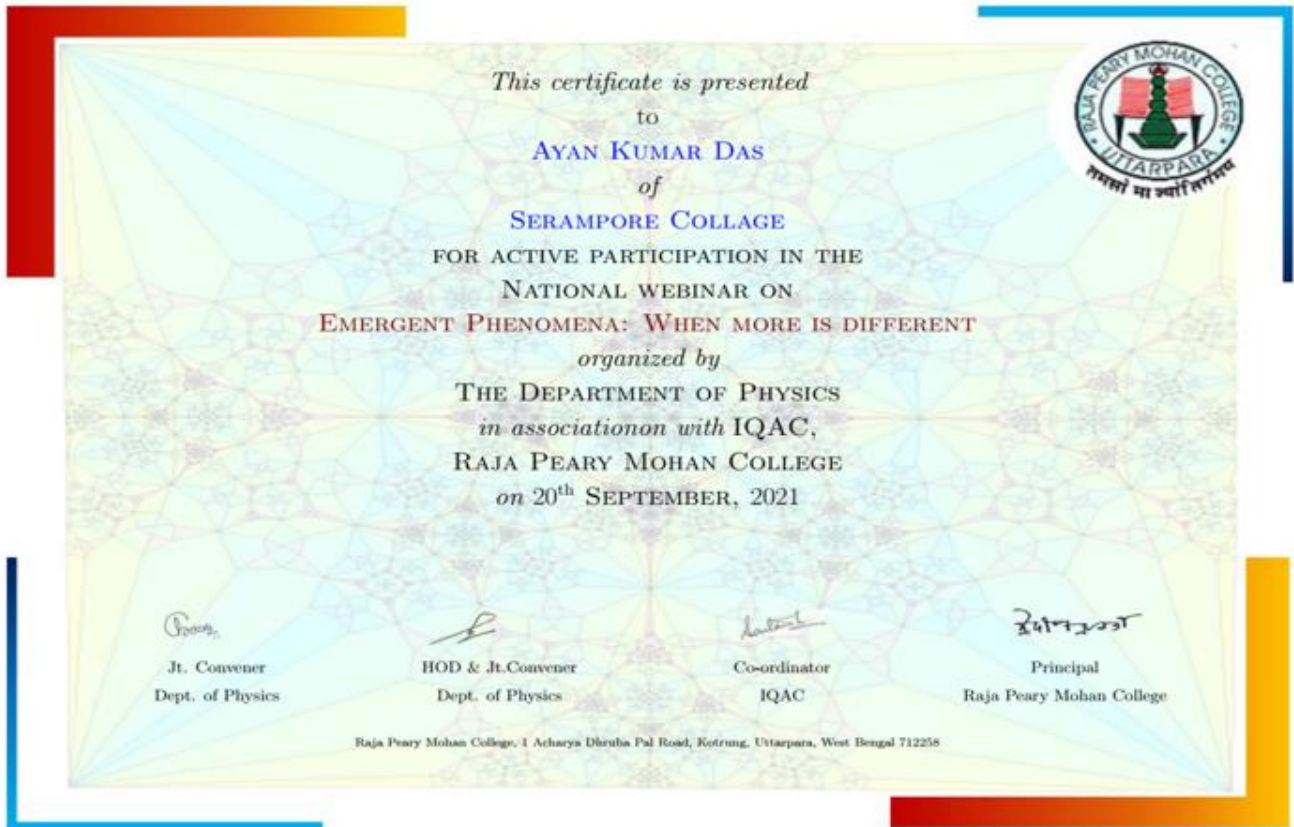 This certificate is presented
to
AYAN KUMAR DAS
of
SERAMPORE COLLAGE
FOR ACTIVE PARTICIPATION IN THE
NATIONAL WEBINAR ON
EMERGENT PHENOMENA: WHEN MORE IS DIFFERENT
organized by
THE DEPARTMENT OF PHYSICS
in associationon with IQAC,
RAJA PEARY MOHAN COLLEGE
on 20th SEPTEMBER, 2021
RAJA PEARY MOHAN COLLEGE
UTTARPARA
तमसो मा ज्योतिर्गमय
Jt. Convener
Dept. of Physics
HOD & Jt.Convener
Dept. of Physics
Co-ordinator
IQAC
Principal
Raja Peary Mohan College
Raja Peary Mohan College, 1 Acharya Dhruba Pal Road, Kotrung, Uttarpara, West Bengal 712258